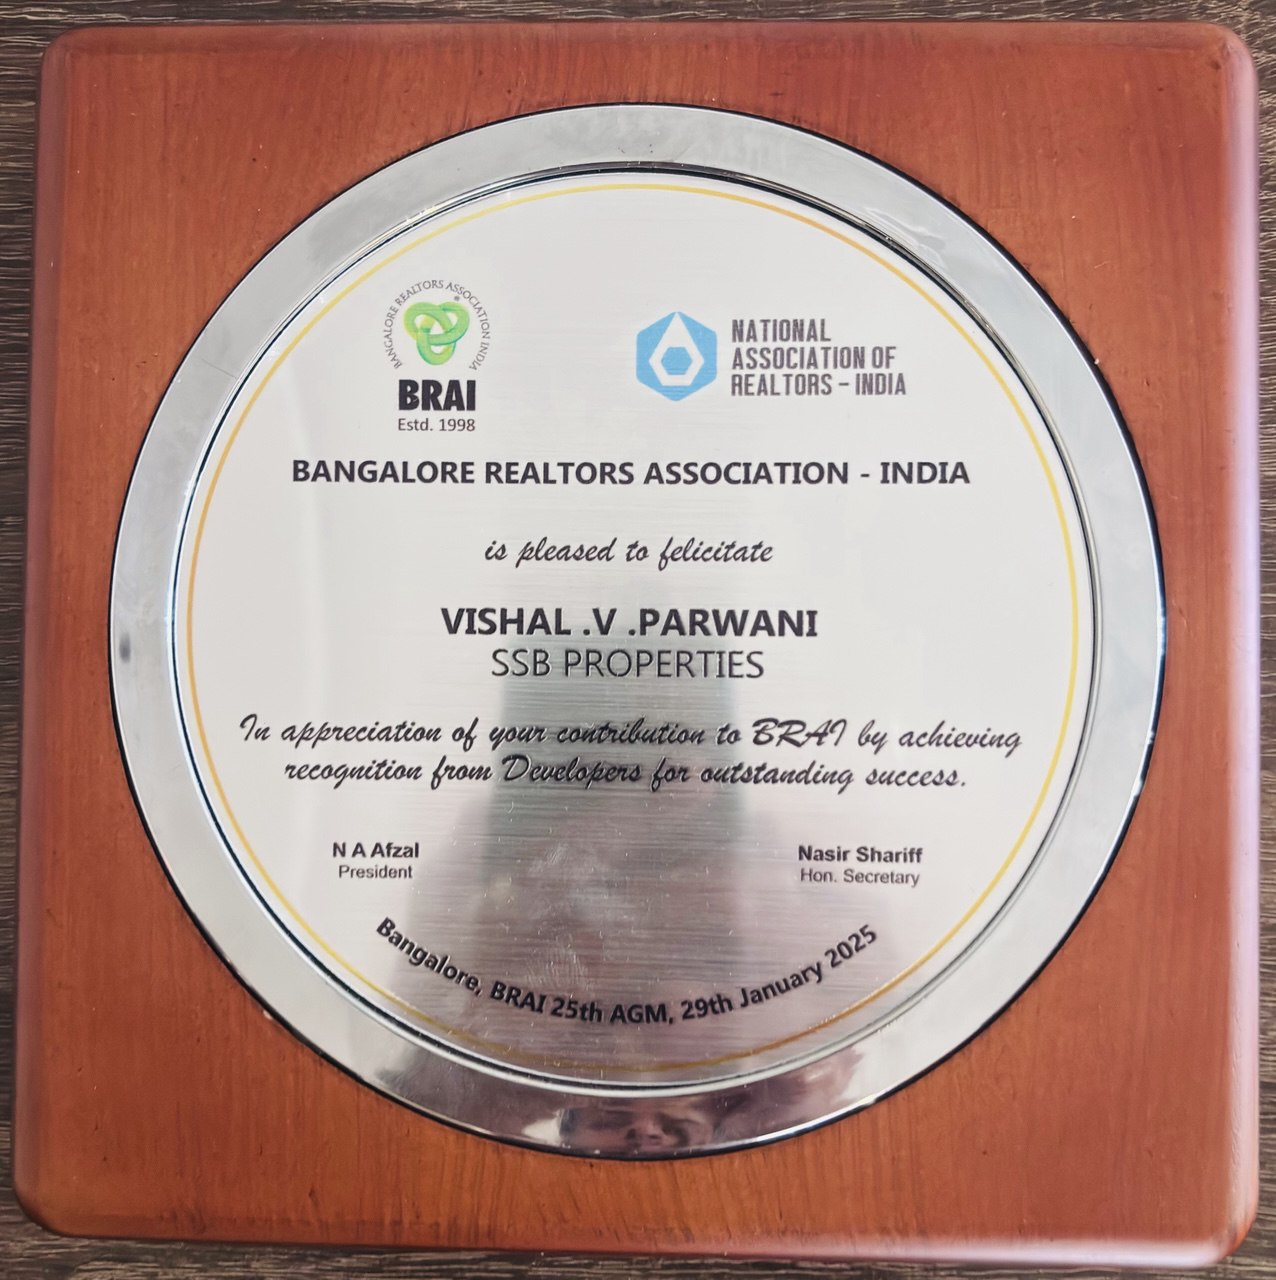 BANGALORE REALTORS ASSOCIATION INDIA
BRAI
Estd. 1998
NATIONAL
ASSOCIATION OF
REALTORS – INDIA
BANGALORE REALTORS ASSOCIATION - INDIA
is pleased to felicitate
VISHAL .V .PARWANI
SSB PROPERTIES
In appreciation of your contribution to BRAI by achieving
recognition from Developers for outstanding success.
N A Afzal
President
Nasir Shariff
Hon. Secretary
Bangalore, BRAI 25th AGM, 29th January 2025